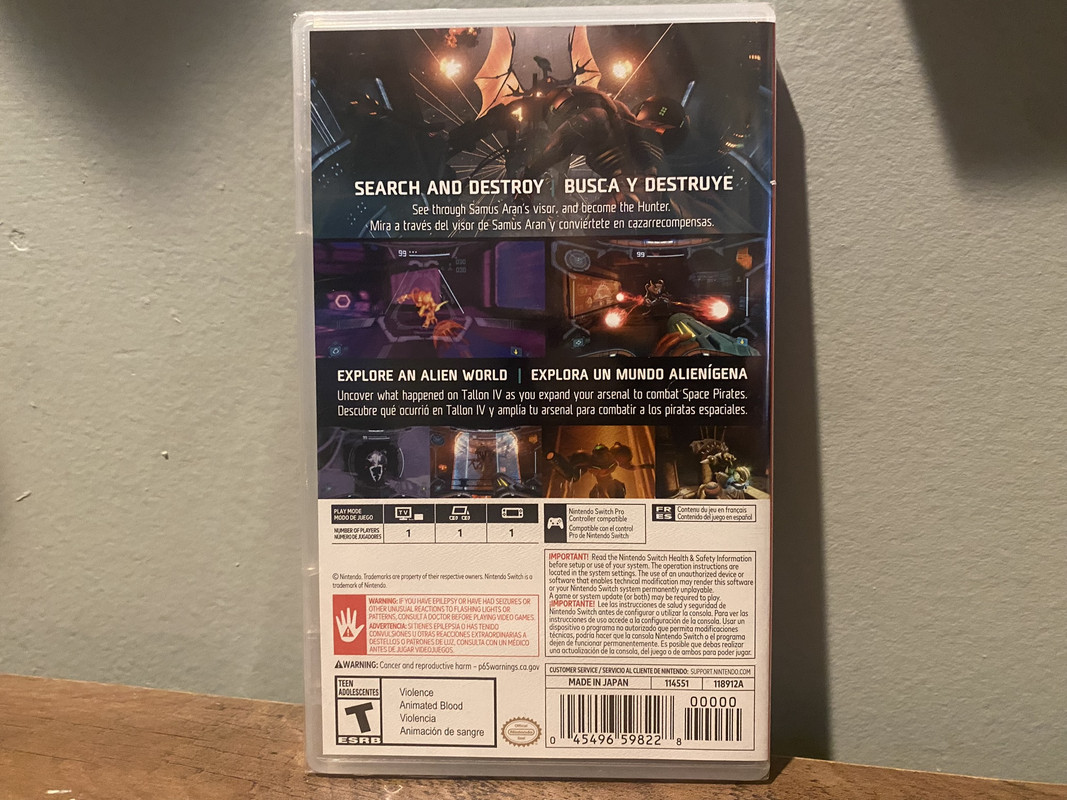 SEARCH AND DESTROY | BUSCA Y DESTRUYE
See through Samus Aran's visor, and become the Hunter.
Mira a través del visor de Samus Aran y conviértete en cazarrecompensas.
99
99
EXPLORE AN ALIEN WORLD | EXPLORA UN MUNDO ALIENÍGENA
Uncover what happened on Tallon IV as you expand your arsenal to combat Space Pirates.
Descubre qué ocurrió en Tallon IV y amplía tu arsenal para combatir a los piratas espaciales.
PLAY MODE
MODO DE JUEGO
TV
NUMBER OF PLAYERS
NÚMERO DE JUGADORES
1 1 1
Nintendo Switch Pro
Controller compatible
Compatible con el control
Pro de Nintendo Switch
FR
ES
Contenu du jeu en français
Contenido del juego en español
© Nintendo. Trademarks are property of their respective owners. Nintendo Switch is a
trademark of Nintendo.
WARNING: IF YOU HAVE EPILEPSY OR HAVE HAD SEIZURES OR
OTHER UNUSUAL REACTIONS TO FLASHING LIGHTS OR
PATTERNS, CONSULT A DOCTOR BEFORE PLAYING VIDEO GAMES.
ADVERTENCIA: SI TIENES EPILEPSIA O HAS TENIDO
CONVULSIONES U OTRAS REACCIONES EXTRAORDINARIAS A
DESTELLOS O PATRONES DE LUZ, CONSULTA CON UN MÉDICO
ANTES DE JUGAR VIDEOJUEGOS.
WARNING: Cancer and reproductive harm – p65warnings.ca.gov
IMPORTANT! Read the Nintendo Switch Health & Safety Information
before setup or use of your system. The operation instructions are
located in the system settings. The use of an unauthorized device or
software that enables technical modification may render this software
or your Nintendo Switch system permanently unplayable.
A game or system update (or both) may be required to play.
¡IMPORTANTE! Lee las instrucciones de salud y seguridad de
Nintendo Switch antes de configurar o utilizar la consola. Para ver las
instrucciones de uso accede a la configuración de la consola. Usar un
dispositivo o programa no autorizado que permita modificaciones
técnicas, podría hacer que la consola Nintendo Switch o el programa
dejen de funcionar permanentemente. Es posible que debas realizar
una actualización de la consola, del juego o de ambos para poder jugar.
CUSTOMER SERVICE / SERVICIO AL CLIENTE DE NINTENDO: SUPPORT.NINTENDO.COM
MADE IN JAPAN 114551 118912A
TEEN
ADOLESCENTES
T
ESRB
Violence
Animated Blood
Violencia
Animación de sangre
Official
Nintendo
Seal
00000
0 45496 59822 8